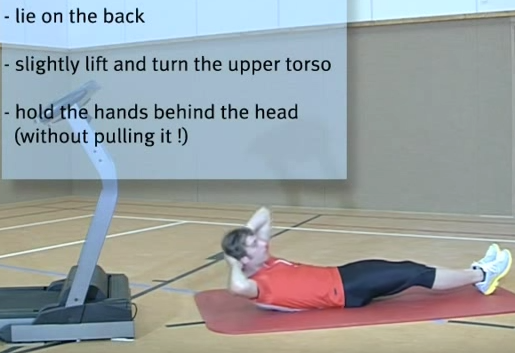 - lie on the back
- slightly lift and turn the upper torso
- hold the hands behind the head
(without pulling it !)